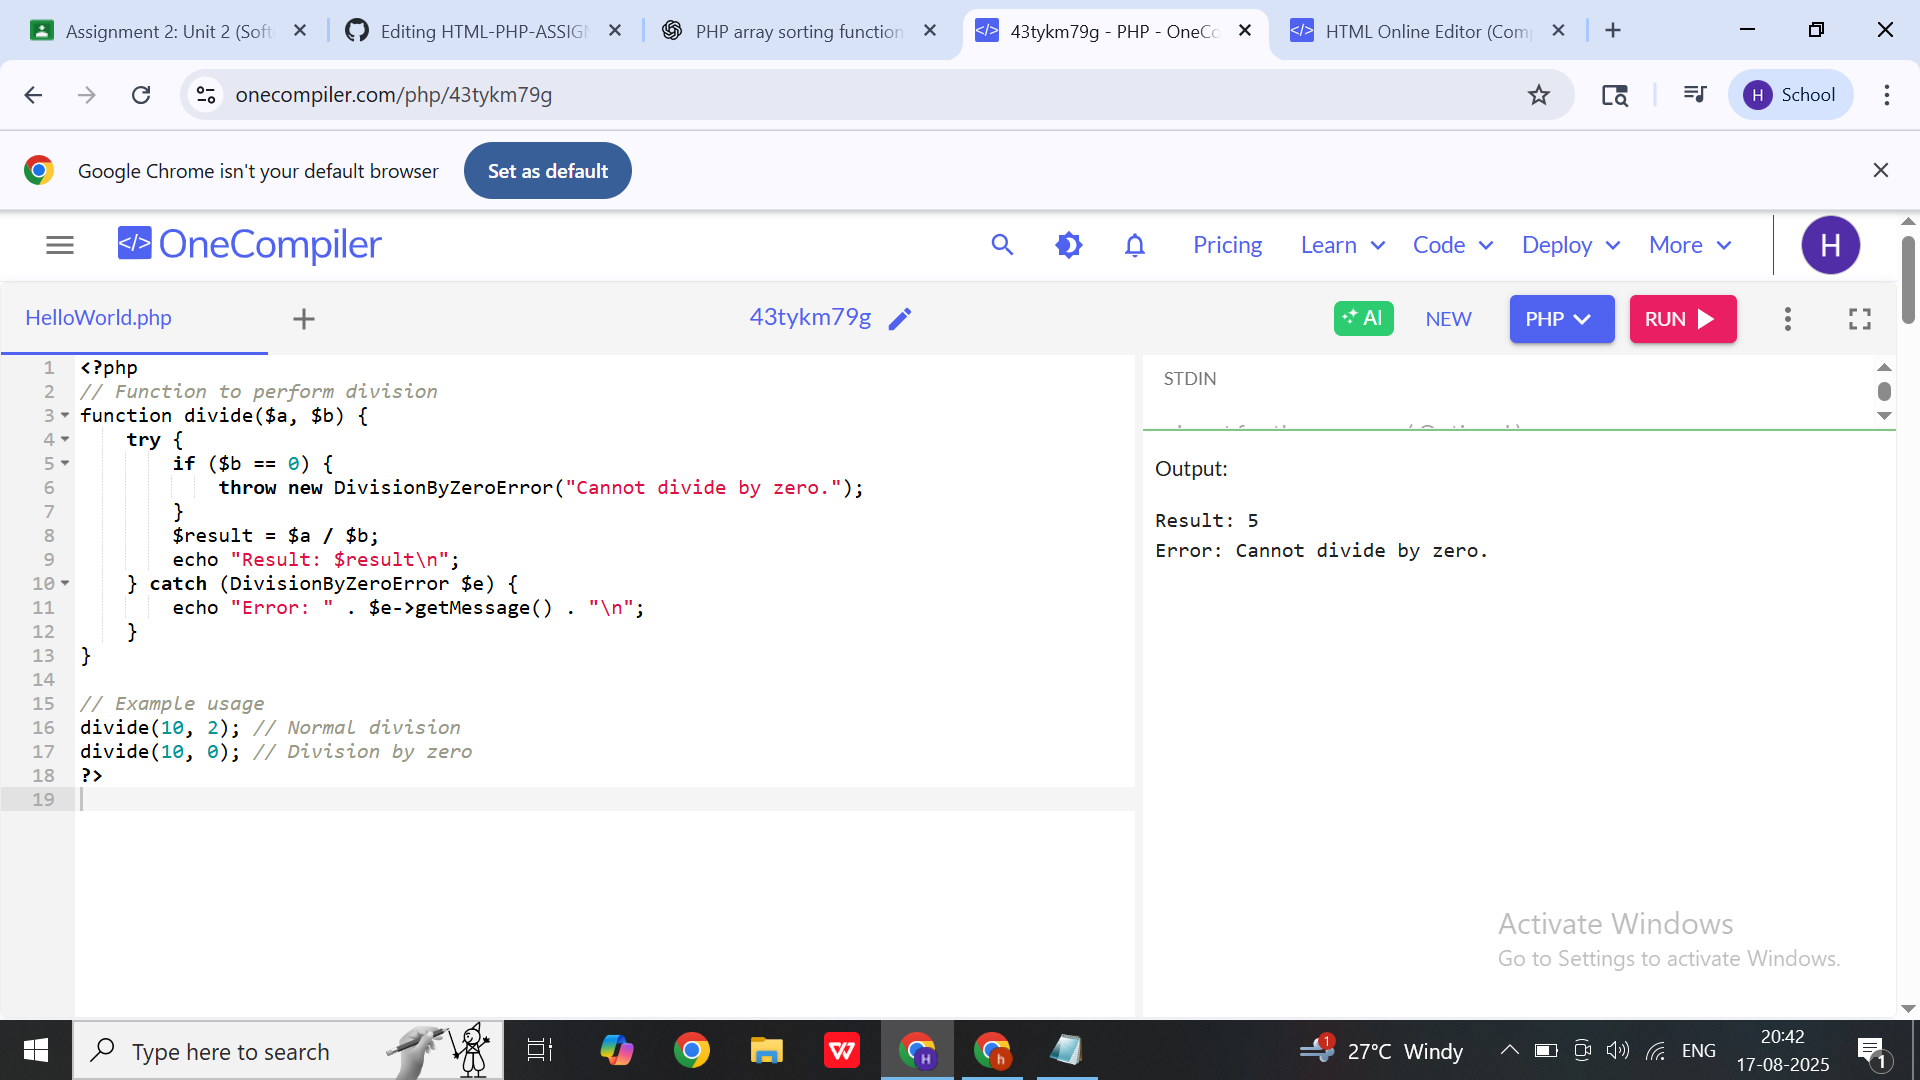 Assignment 2: Unit 2 (Soft
Editing HTML-PHP-ASSIGN
PHP array sorting function
43tykm79g - PHP - OneCo
HTML Online Editor (Com
onecompiler.com/php/43tykm79g
H School
Google Chrome isn't your default browser
Set as default
</> OneCompiler
Pricing
Learn
Code
Deploy
More
H
HelloWorld.php
43tykm79g
AI
NEW
PHP
RUN
1 <?php
2 // Function to perform division
3 function divide($a, $b) {
4 try {
5 if ($b == 0) {
6 throw new DivisionByZeroError("Cannot divide by zero.");
7 }
8 $result = $a / $b;
9 echo "Result: $result\n";
10 } catch (DivisionByZeroError $e) {
11 echo "Error: " . $e->getMessage() . "\n";
12 }
13 }
14
15 // Example usage
16 divide(10, 2); // Normal division
17 divide(10, 0); // Division by zero
18 ?>
19
STDIN
Output:
Result: 5
Error: Cannot divide by zero.
Activate Windows
Go to Settings to activate Windows.
Type here to search
W
H
h
1
27°C Windy
ENG
20:42
17-08-2025
1